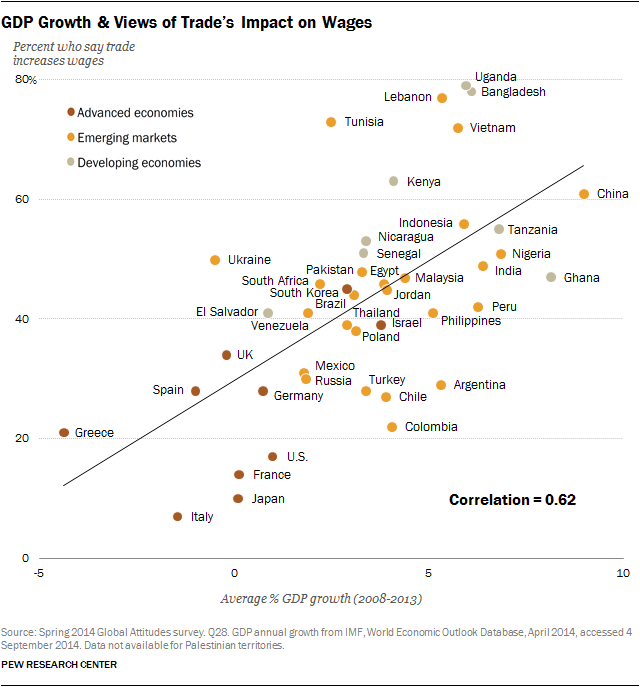 GDP Growth & Views of Trade's Impact on Wages
Percent who say trade
increases wages
80%
Uganda
Bangladesh
Lebanon
Advanced economies
Tunisia
Vietnam
Emerging markets
Developing economies
Kenya
China
60
Indonesia
Tanzania
Nicaragua
Senegal
Nigeria
Ukraine
Pakistan
Egypt
India
South Africa
Malaysia
Ghana
South Korea
Jordan
Brazil
Peru
El Salvador
Thailand
Venezuela
Israel
Philippines
40
Poland
UK
Mexico
Russia
Turkey
Argentina
Spain
Germany
Chile
Greece
Colombia
20
U.S.
France
Japan
Correlation = 0.62
Italy
0
-5
0
5
10
Average % GDP growth (2008-2013)
Source: Spring 2014 Global Attitudes survey. Q28. GDP annual growth from IMF, World Economic Outlook Database, April 2014, accessed 4
September 2014. Data not available for Palestinian territories.
PEW RESEARCH CENTER